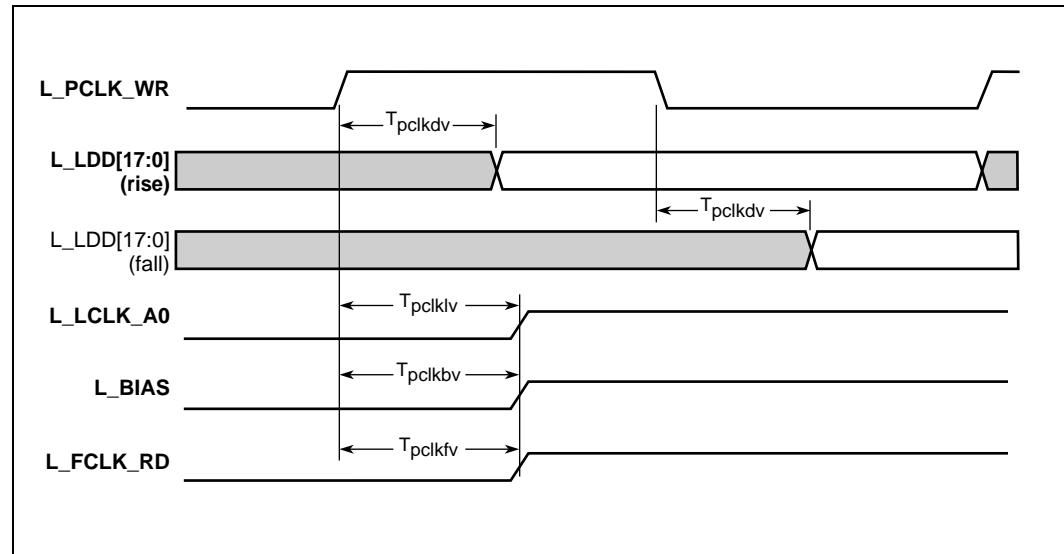 L_PCLK_WR
Tpclkdv
L_LDD[17:0]
(rise)
Tpclkdv
L_LDD[17:0]
(fall)
Tpclklv
L_LCLK_A0
Tpclkbv
L_BIAS
Tpclkfv
L_FCLK_RD